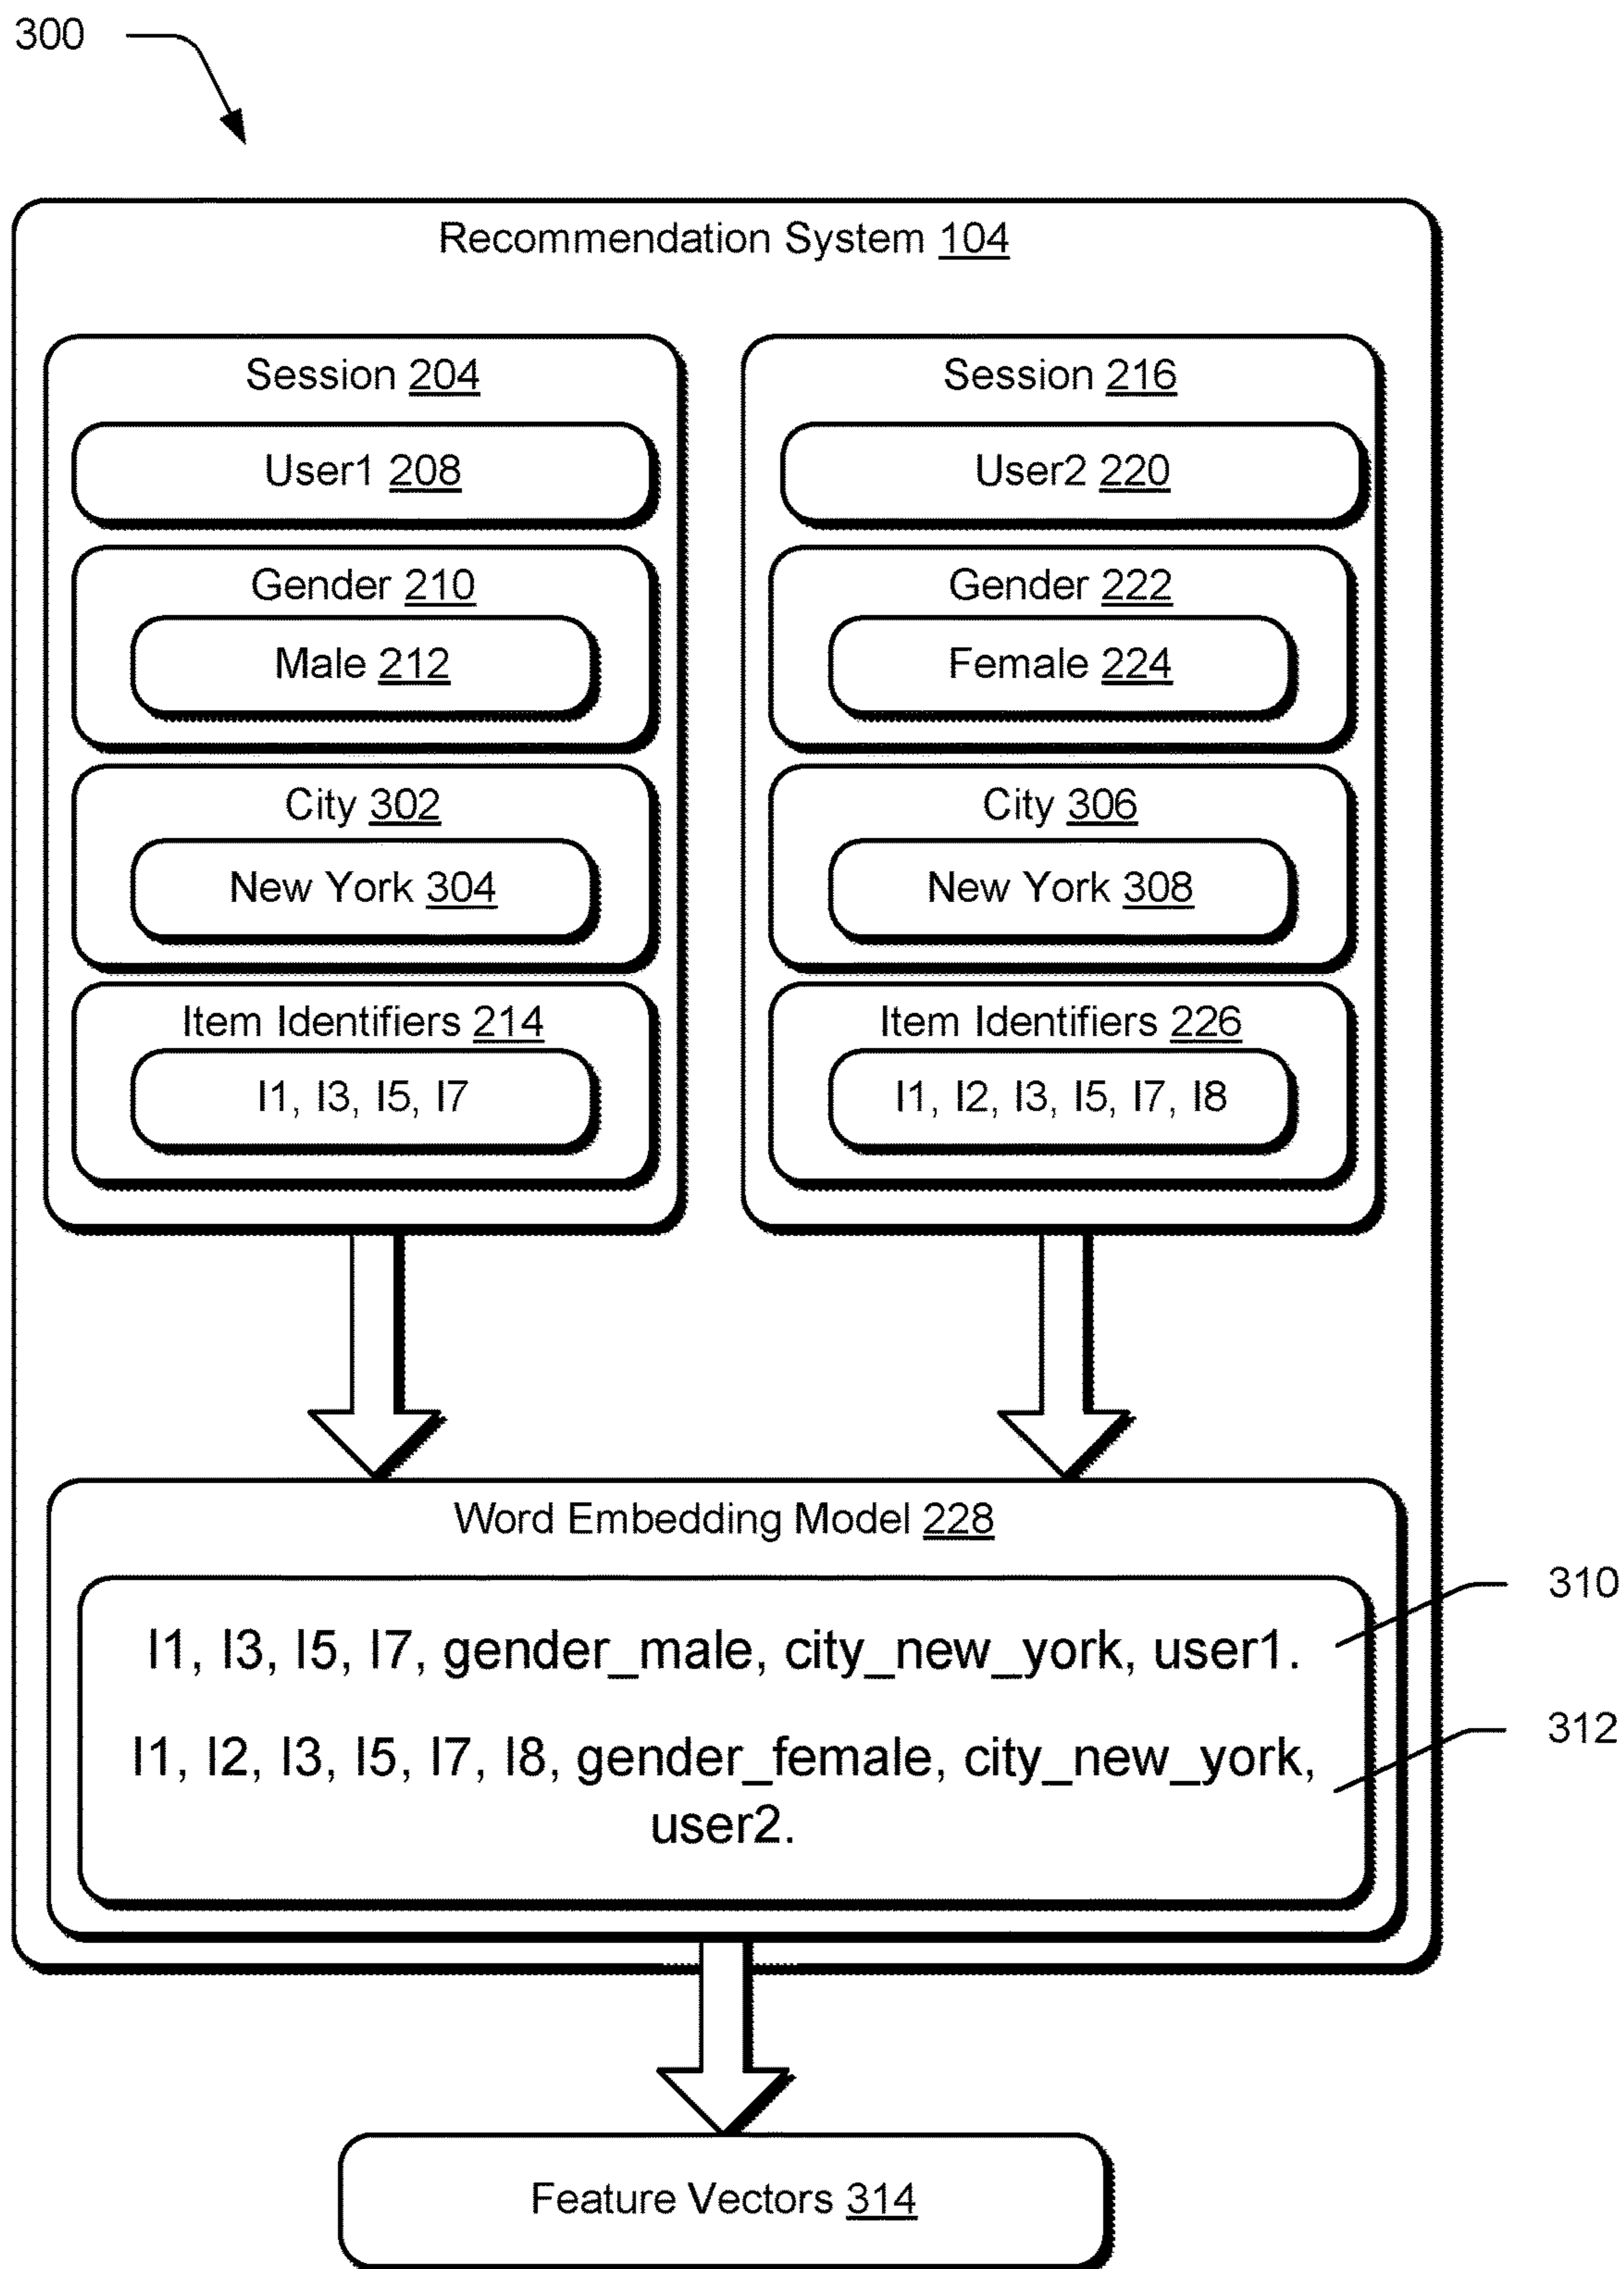 300
Recommendation System 104
Session 204
User1 208
Gender 210
Male 212
City 302
New York 304
Item Identifiers 214
I1, I3, I5, I7
Session 216
User2 220
Gender 222
Female 224
City 306
New York 308
Item Identifiers 226
I1, I2, I3, I5, I7, I8
Word Embedding Model 228
I1, I3, I5, I7, gender_male, city_new_york, user1.
310
I1, I2, I3, I5, I7, I8, gender_female, city_new_york,
user2.
312
Feature Vectors 314